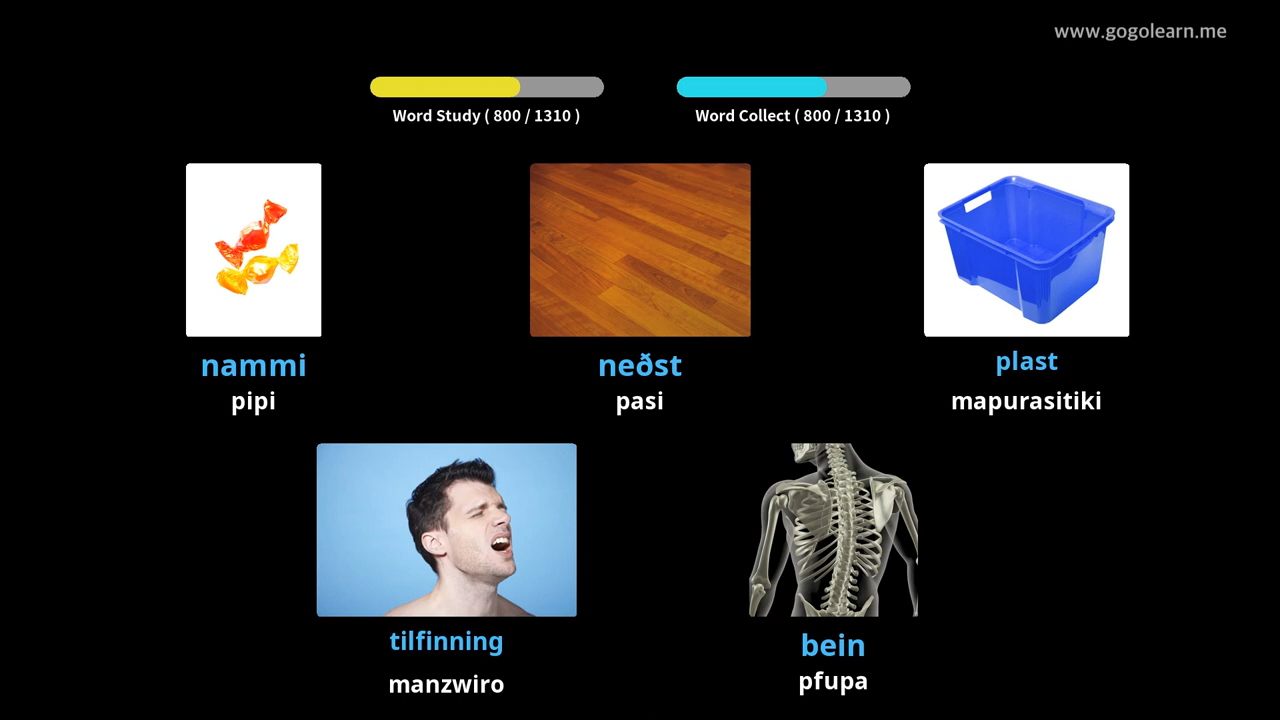 www.gogolearn.me
Word Study ( 800 / 1310 )
Word Collect ( 800 / 1310 )
nammi
pipi
neðst
pasi
plast
mapurasitiki
tilfinning
manzwiro
bein
pfupa